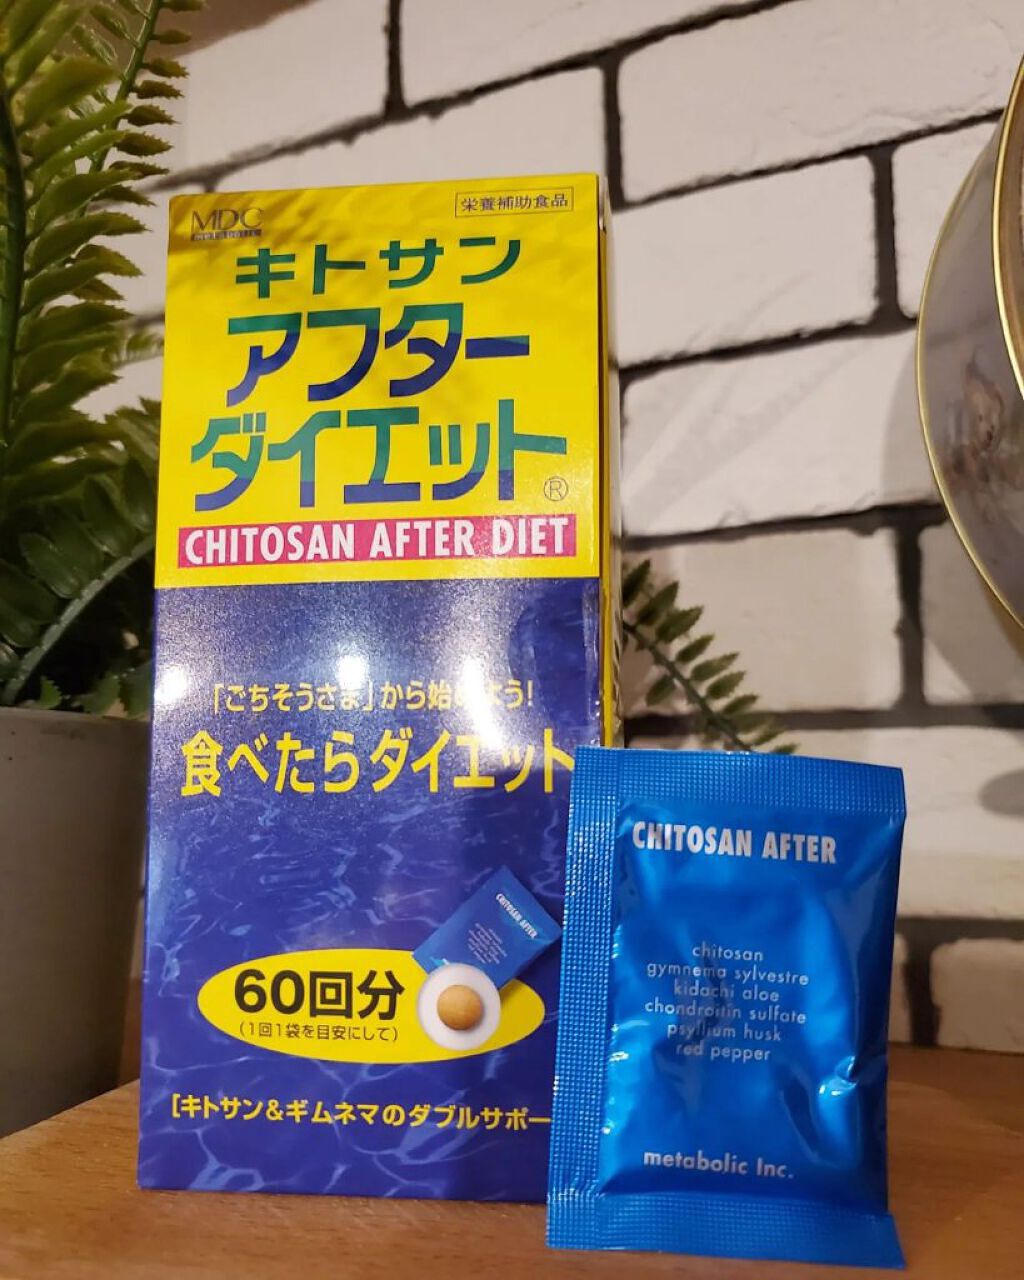 MDC
metabolic
栄養補助食品
キトサン
アフター
ダイエット®
CHITOSAN AFTER DIET
「ごちそうさま」から始めよう!
食べたらダイエット
CHITOSAN AFTER
60回分
(1回1袋を目安にして)
[キトサン&ギムネマのダブルサポー
CHITOSAN AFTER
chitosan
gymnema sylvestre
kidachi aloe
chondroitin sulfate
psyllium husk
red pepper
metabolic Inc.